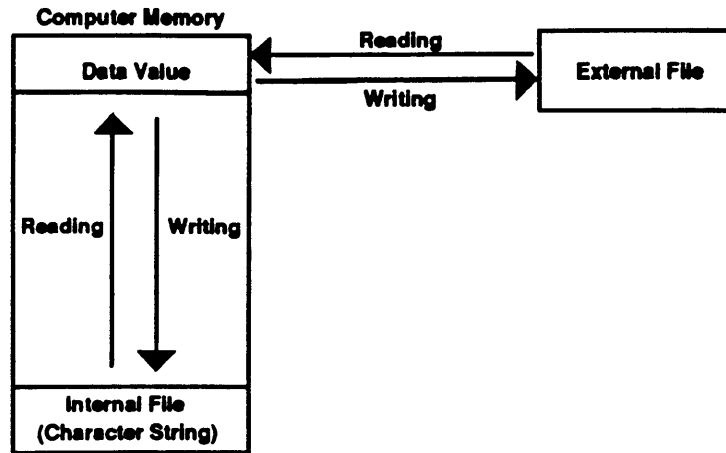 Computer Memory
Reading
Data Value
External File
Writing
Reading
Writing
Internal File
(Character String)